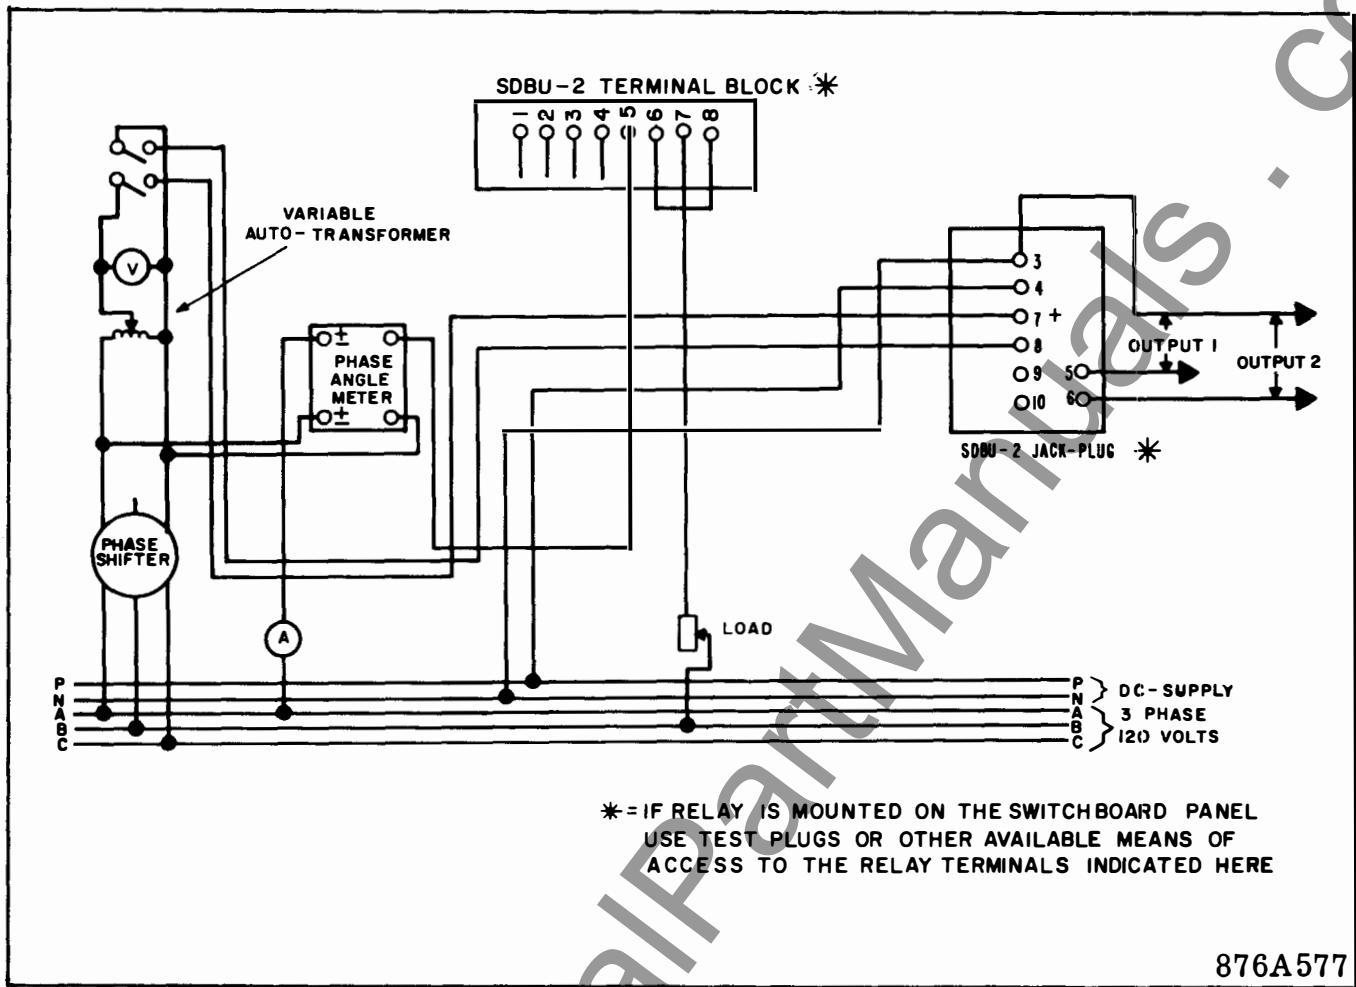 SDBU-2 TERMINAL BLOCK *
1 2 3 4 5 6 7 8
VARIABLE
AUTO-TRANSFORMER
V
3
4
7 +
8
9
10
5
6
OUTPUT 1
OUTPUT 2
± PHASE
ANGLE
METER
±
SDBU-2 JACK-PLUG *
PHASE
SHIFTER
A
LOAD
P
N
A
B
C
P
N
A
B
C
DC-SUPPLY
3 PHASE
120 VOLTS
* = IF RELAY IS MOUNTED ON THE SWITCHBOARD PANEL
USE TEST PLUGS OR OTHER AVAILABLE MEANS OF
ACCESS TO THE RELAY TERMINALS INDICATED HERE
876A577
alPartManuals . co